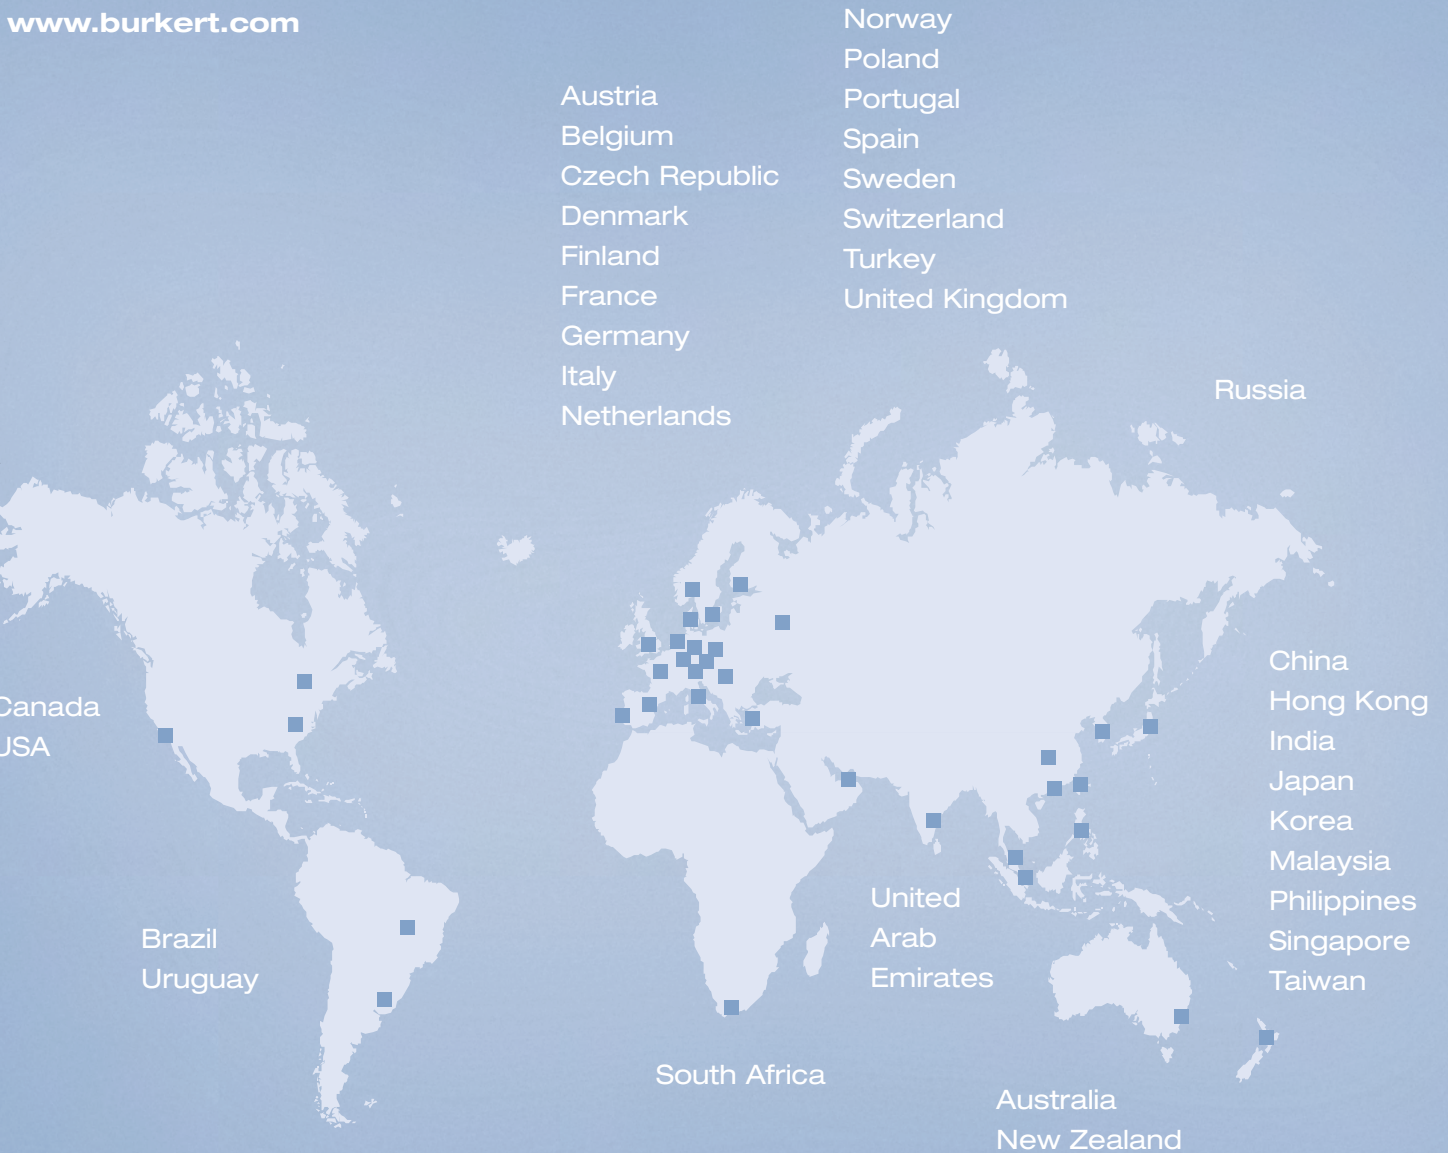 www.burkert.com
Austria
Belgium
Czech Republic
Denmark
Finland
France
Germany
Italy
Netherlands
Norway
Poland
Portugal
Spain
Sweden
Switzerland
Turkey
United Kingdom
Russia
Canada
USA
China
Hong Kong
India
Japan
Korea
Malaysia
Philippines
Singapore
Taiwan
Brazil
Uruguay
United
Arab
Emirates
South Africa
Australia
New Zealand